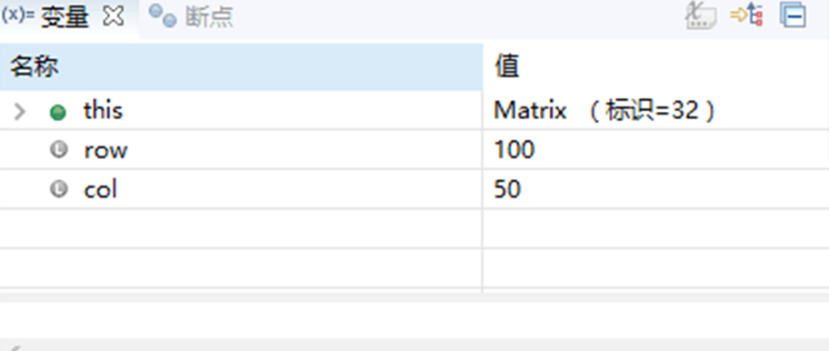 (x)= 变量 断点
名称 值
this Matrix （标识=32）
row 100
col 50